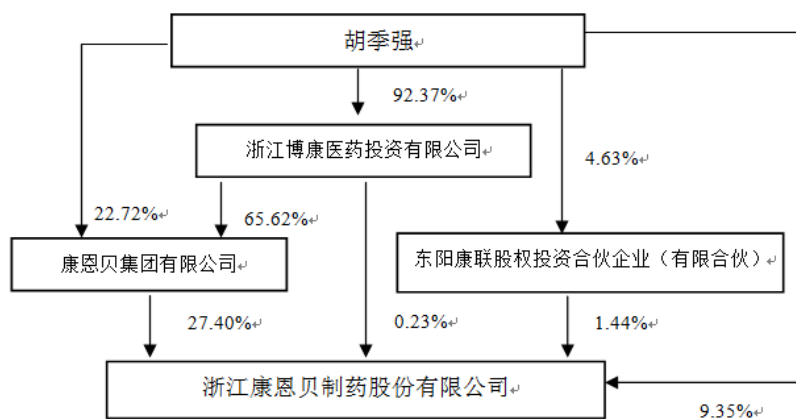 胡季强
92.37%
浙江博康医药投资有限公司
4.63%
22.72%
65.62%
康恩贝集团有限公司
东阳康联股权投资合伙企业（有限合伙）
27.40%
0.23%
1.44%
浙江康恩贝制药股份有限公司
9.35%